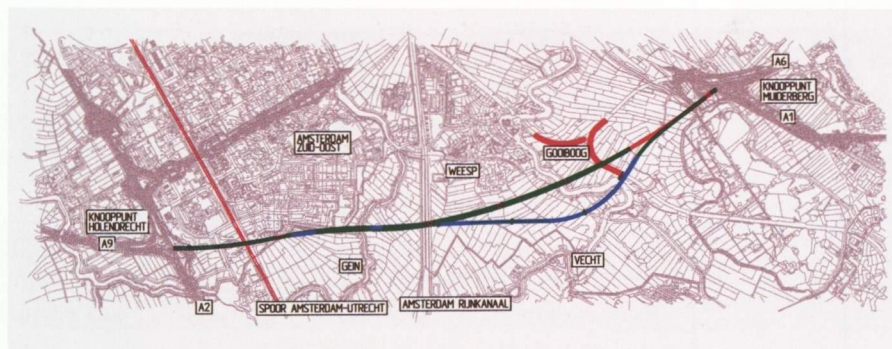 A6
KNOOPPUNT
MUIDERBERG
A1
AMSTERDAM
ZUID-OOST
GOOIBOOG
WEESP
KNOOPPUNT
HOLENDRECHT
A9
GEIN
VECHT
A2
SPOOR AMSTERDAM-UTRECHT
AMSTERDAM RIJNKANAAL